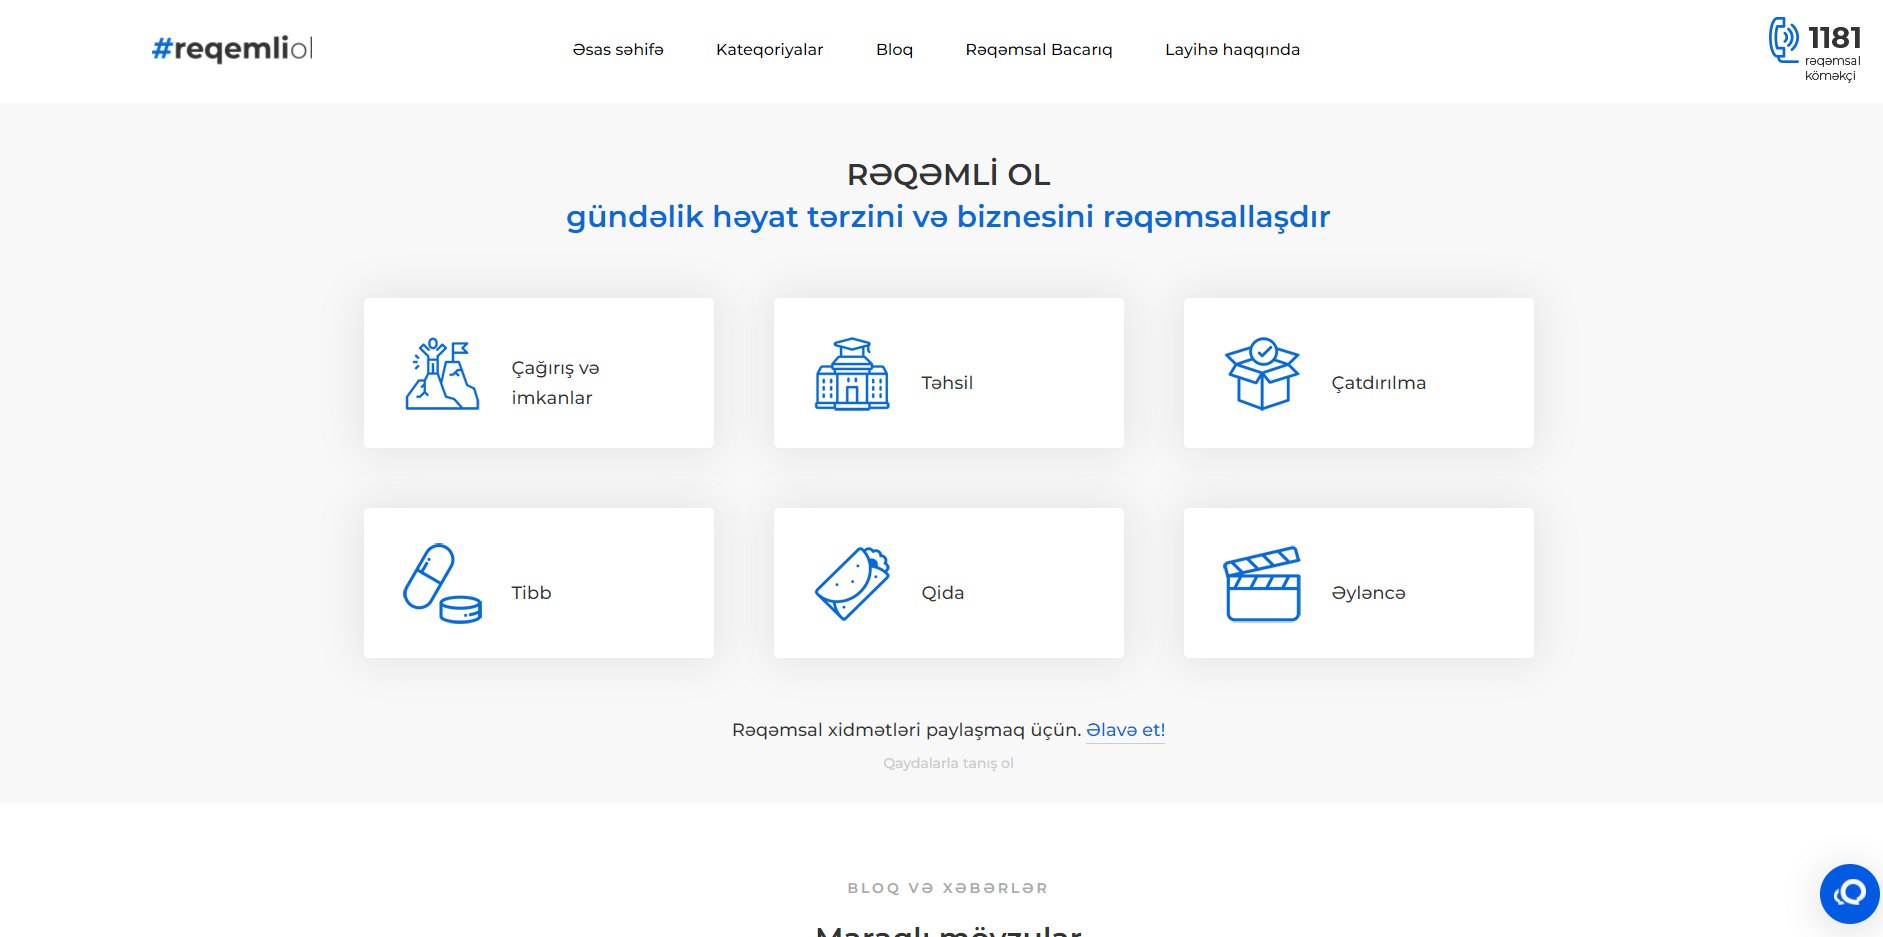 #reqemliol
Əsas səhifə
Kateqoriyalar
Bloq
Rəqəmsal Bacarıq
Layihə haqqında
1181
rəqəmsal
köməkçi
RƏQƏMLİ OL
gündəlik həyat tərzini və biznesini rəqəmsallaşdır
Çağırış və
imkanlar
Təhsil
Çatdırılma
Tibb
Qida
Əyləncə
Rəqəmsal xidmətləri paylaşmaq üçün. Əlavə et!
Qaydalarla tanış ol
BLOQ VƏ XƏBƏRLƏR
Maraqlı mövzular